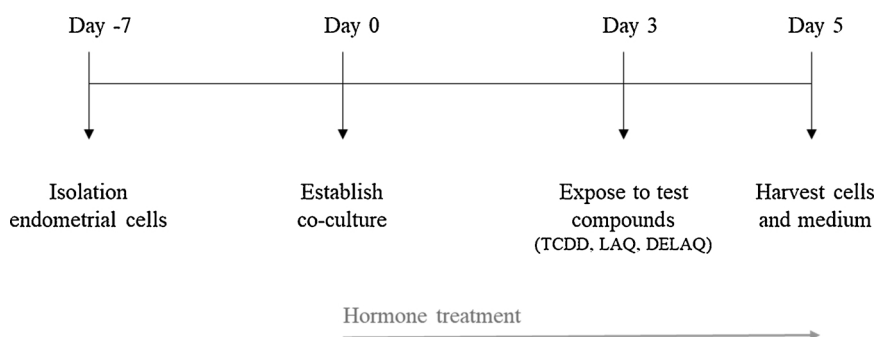 Day -7 Day 0 Day 3 Day 5
Isolation
endometrial cells
Establish
co-culture
Expose to test
compounds
(TCDD, LAQ, DELAQ)
Harvest cells
and medium
Hormone treatment